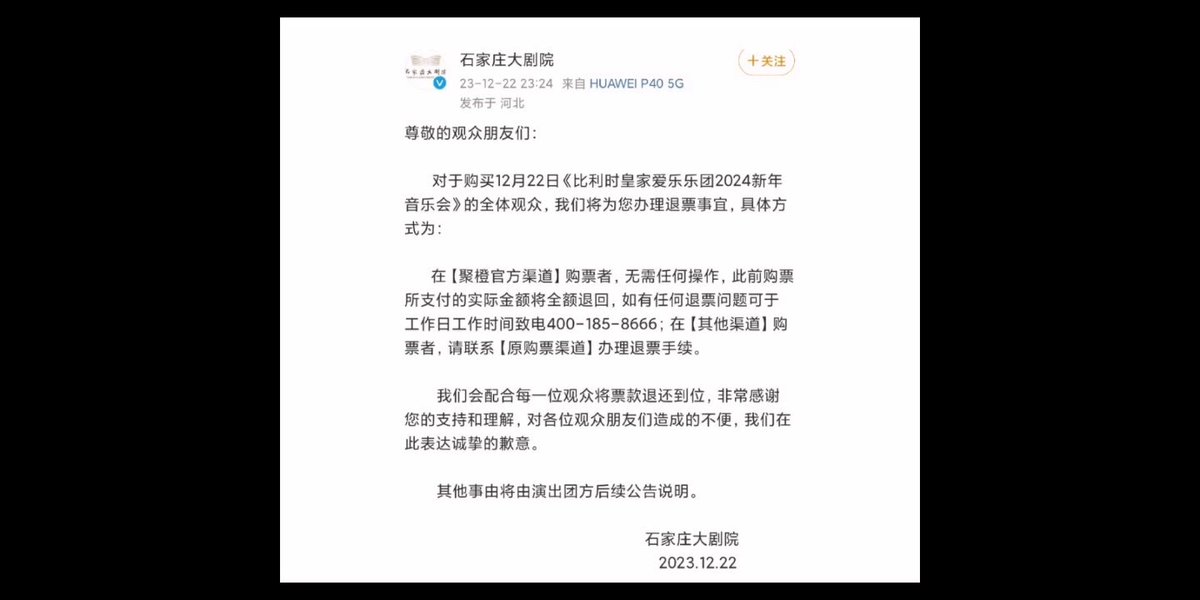 石家庄大剧院
23-12-22 23:24 来自 HUAWEI P40 5G
发布于 河北
+关注
石家庄大剧院
尊敬的观众朋友们：
对于购买12月22日《比利时皇家爱乐乐团2024新年
音乐会》的全体观众，我们将为您办理退票事宜，具体方
式为：
在【聚橙官方渠道】购票者，无需任何操作，此前购票
所支付的实际金额将全额退回，如有任何退票问题可于
工作日工作时间致电400-185-8666；在【其他渠道】购
票者，请联系【原购票渠道】办理退票手续。
我们会配合每一位观众将票款退还到位，非常感谢
您的支持和理解，对各位观众朋友们造成的不便，我们在
此表达诚挚的歉意。
其他事由将由演出团方后续公告说明。
石家庄大剧院
2023.12.22